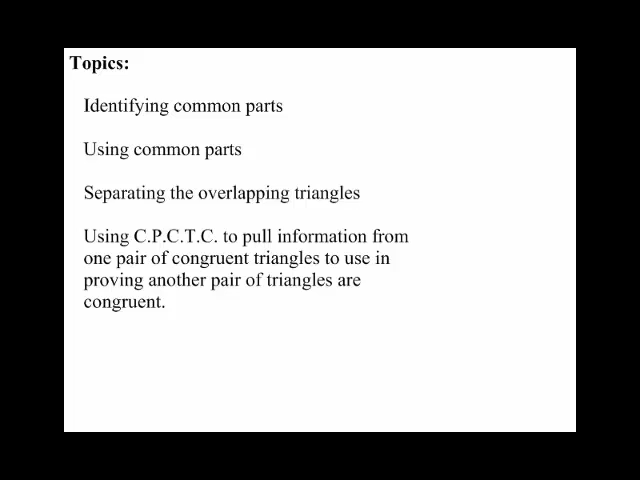 Topics:
Identifying common parts
Using common parts
Separating the overlapping triangles
Using C.P.C.T.C. to pull information from
one pair of congruent triangles to use in
proving another pair of triangles are
congruent.